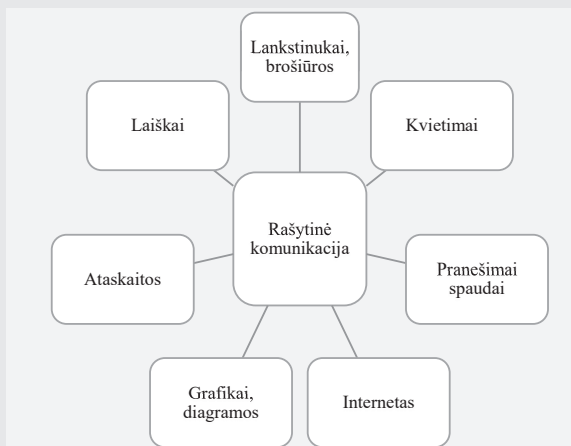 Lankstinukai,
brošiūros
Laiškai
Kvietimai
Rašytinė
komunikacija
Ataskaitos
Pranešimai
spaudai
Grafikai,
diagramos
Internetas